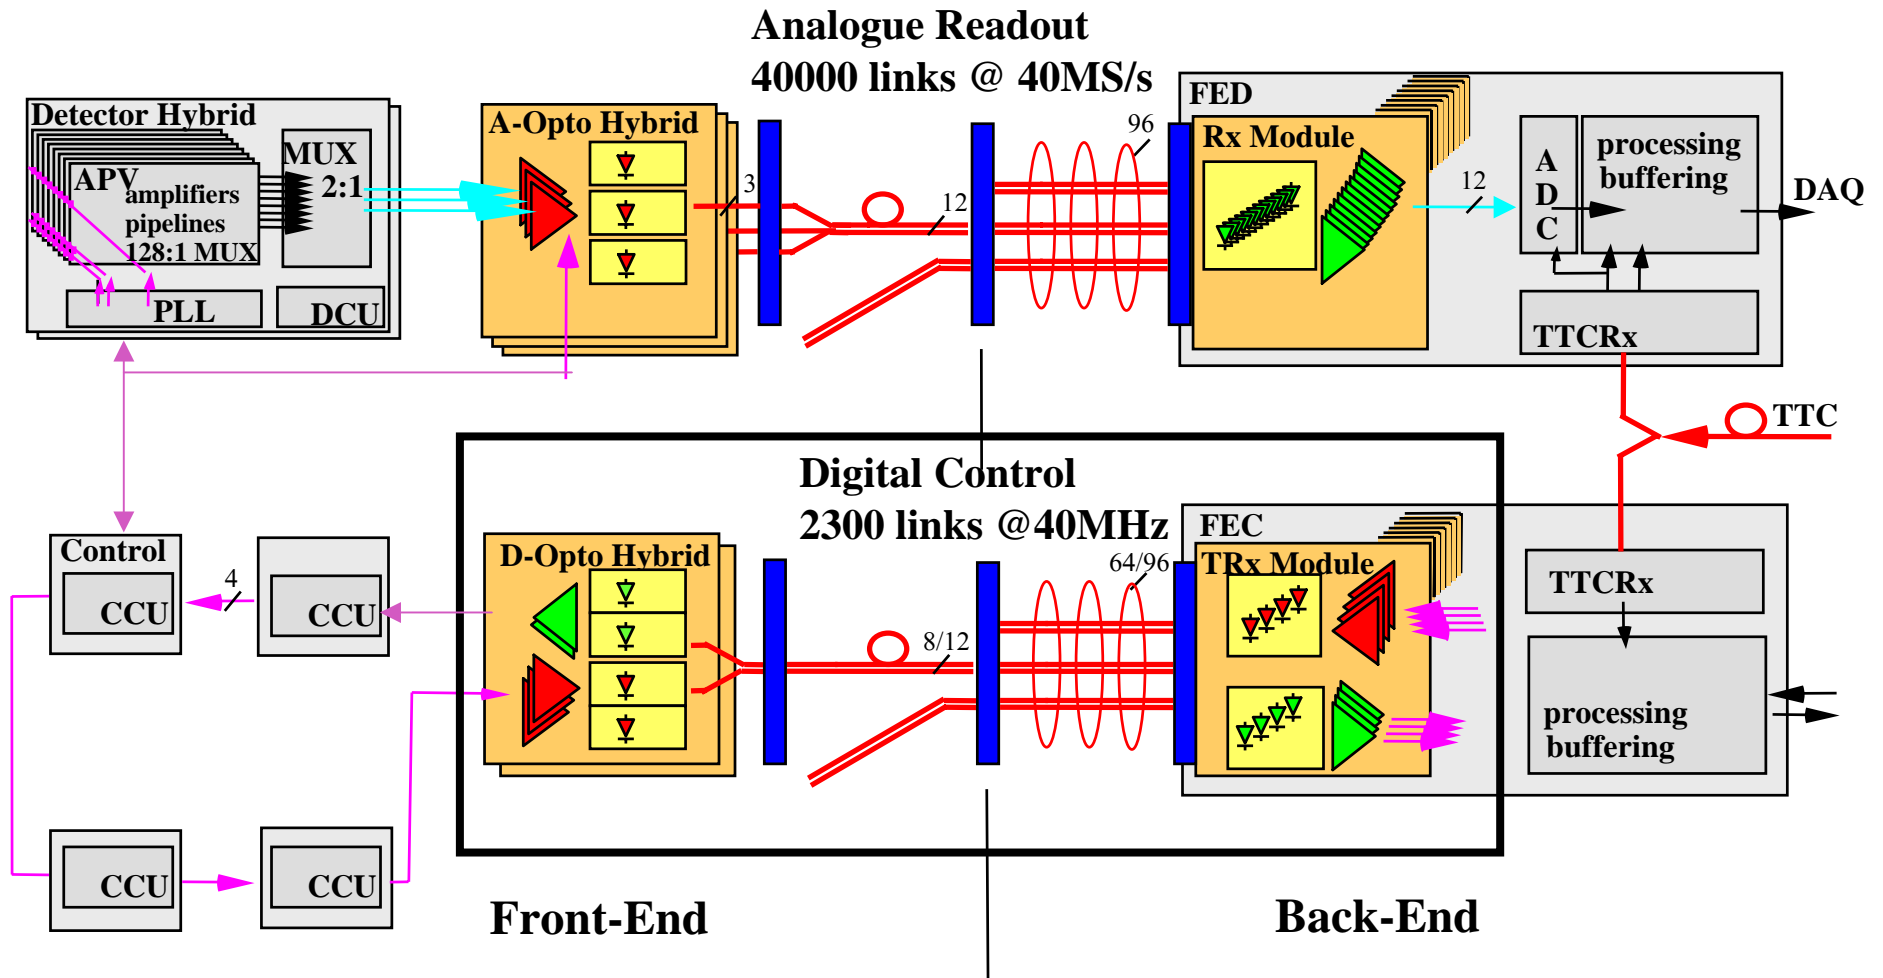 Analogue Readout
40000 links @ 40MS/s
Detector Hybrid
MUX
2:1
APV
amplifiers
pipelines
128:1 MUX
PLL
DCU
A-Opto Hybrid
3
12
96
FED
Rx Module
12
A
D
C
processing
buffering
DAQ
TTCRx
TTC
Digital Control
2300 links @40MHz
Control
CCU
4
CCU
CCU
CCU
D-Opto Hybrid
8/12
64/96
FEC
TRx Module
TTCRx
processing
buffering
Front-End
Back-End